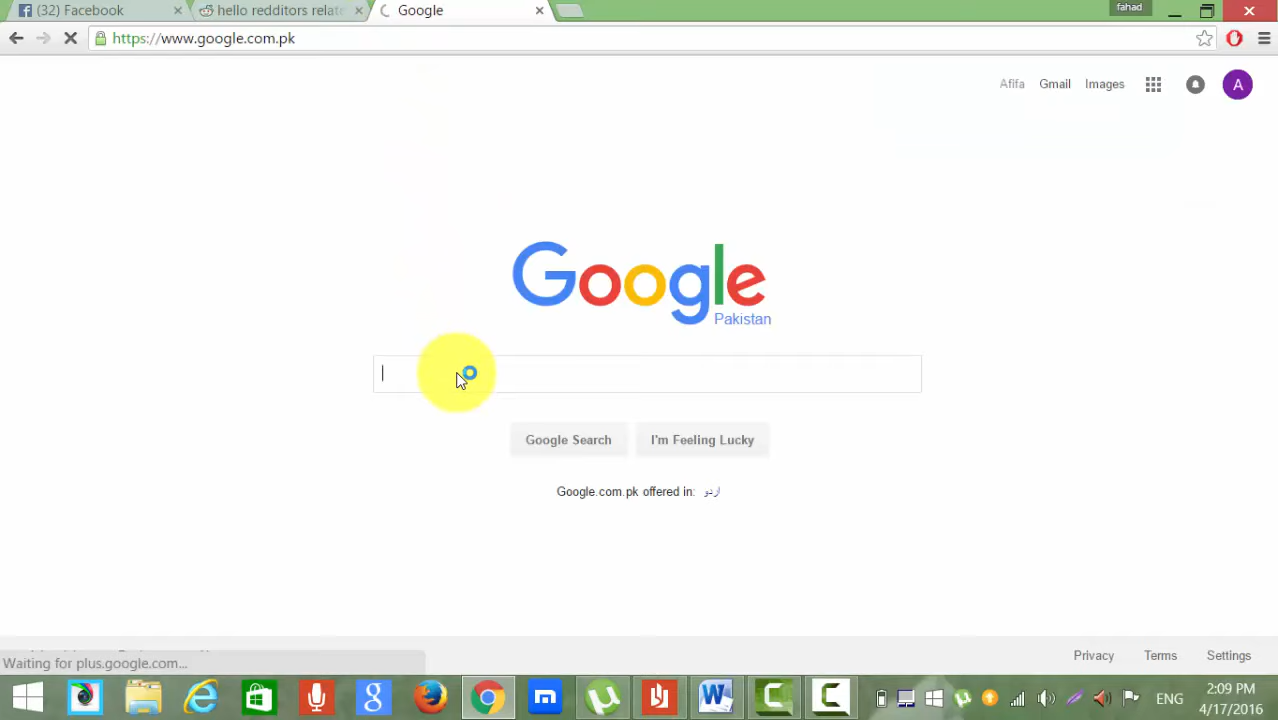 (32) Facebook
hello redditors relate
Google
fahad
https://www.google.com.pk
Afifa Gmail Images
A
Google
Pakistan
Google Search
I'm Feeling Lucky
Google.com.pk offered in: اردو
Waiting for plus.google.com...
Privacy Terms Settings
ENG
2:09 PM
4/17/2016